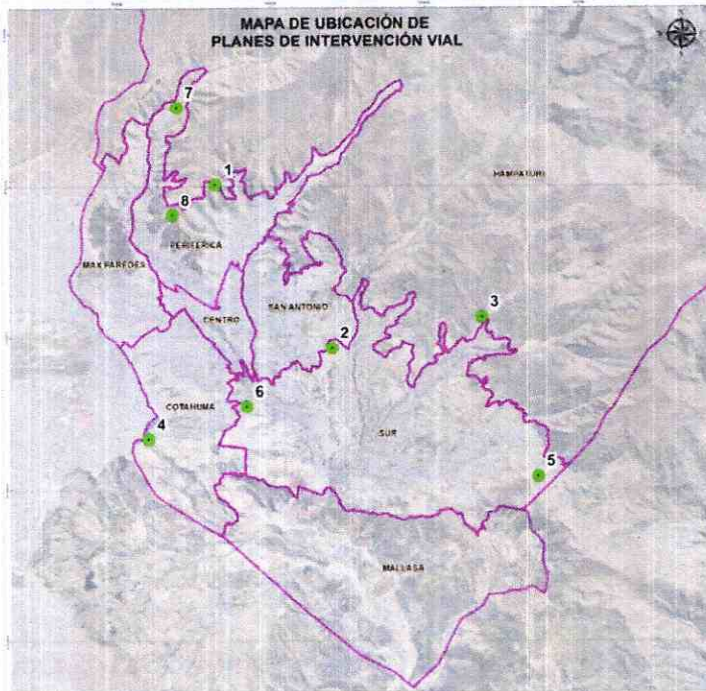 MAPA DE UBICACIÓN DE
PLANES DE INTERVENCIÓN VIAL
7
1
HAMPATURI
8
PERIFERICA
MAX PAREDES
SAN ANTONIO
3
CENTRO
2
6
COTAHUMA
4
SUR
5
MALLASA